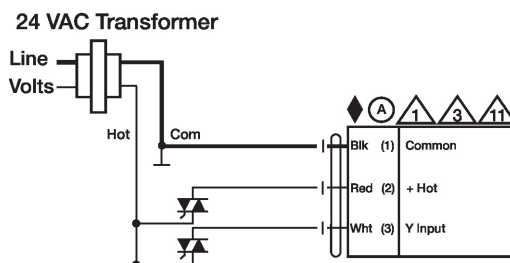 24 VAC Transformer
Line
Volts
Hot
Com
A 1 3 11
Blk (1) Common
Red (2) + Hot
Wht (3) Y Input